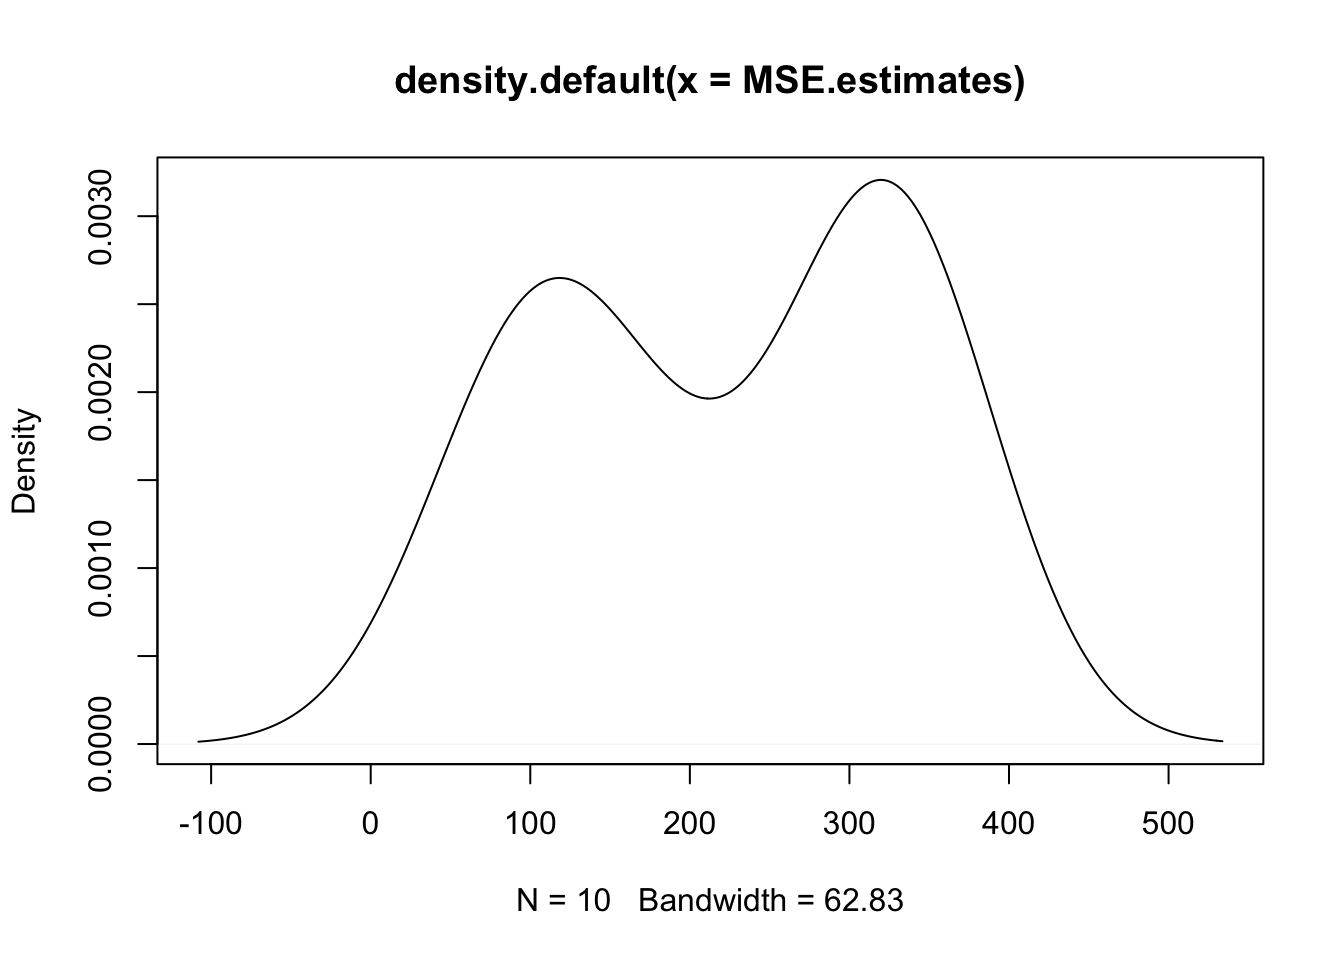 density.default(x = MSE.estimates)
Density
0.0030
0.0020
0.0010
0.0000
-100 0 100 200 300 400 500
N = 10 Bandwidth = 62.83